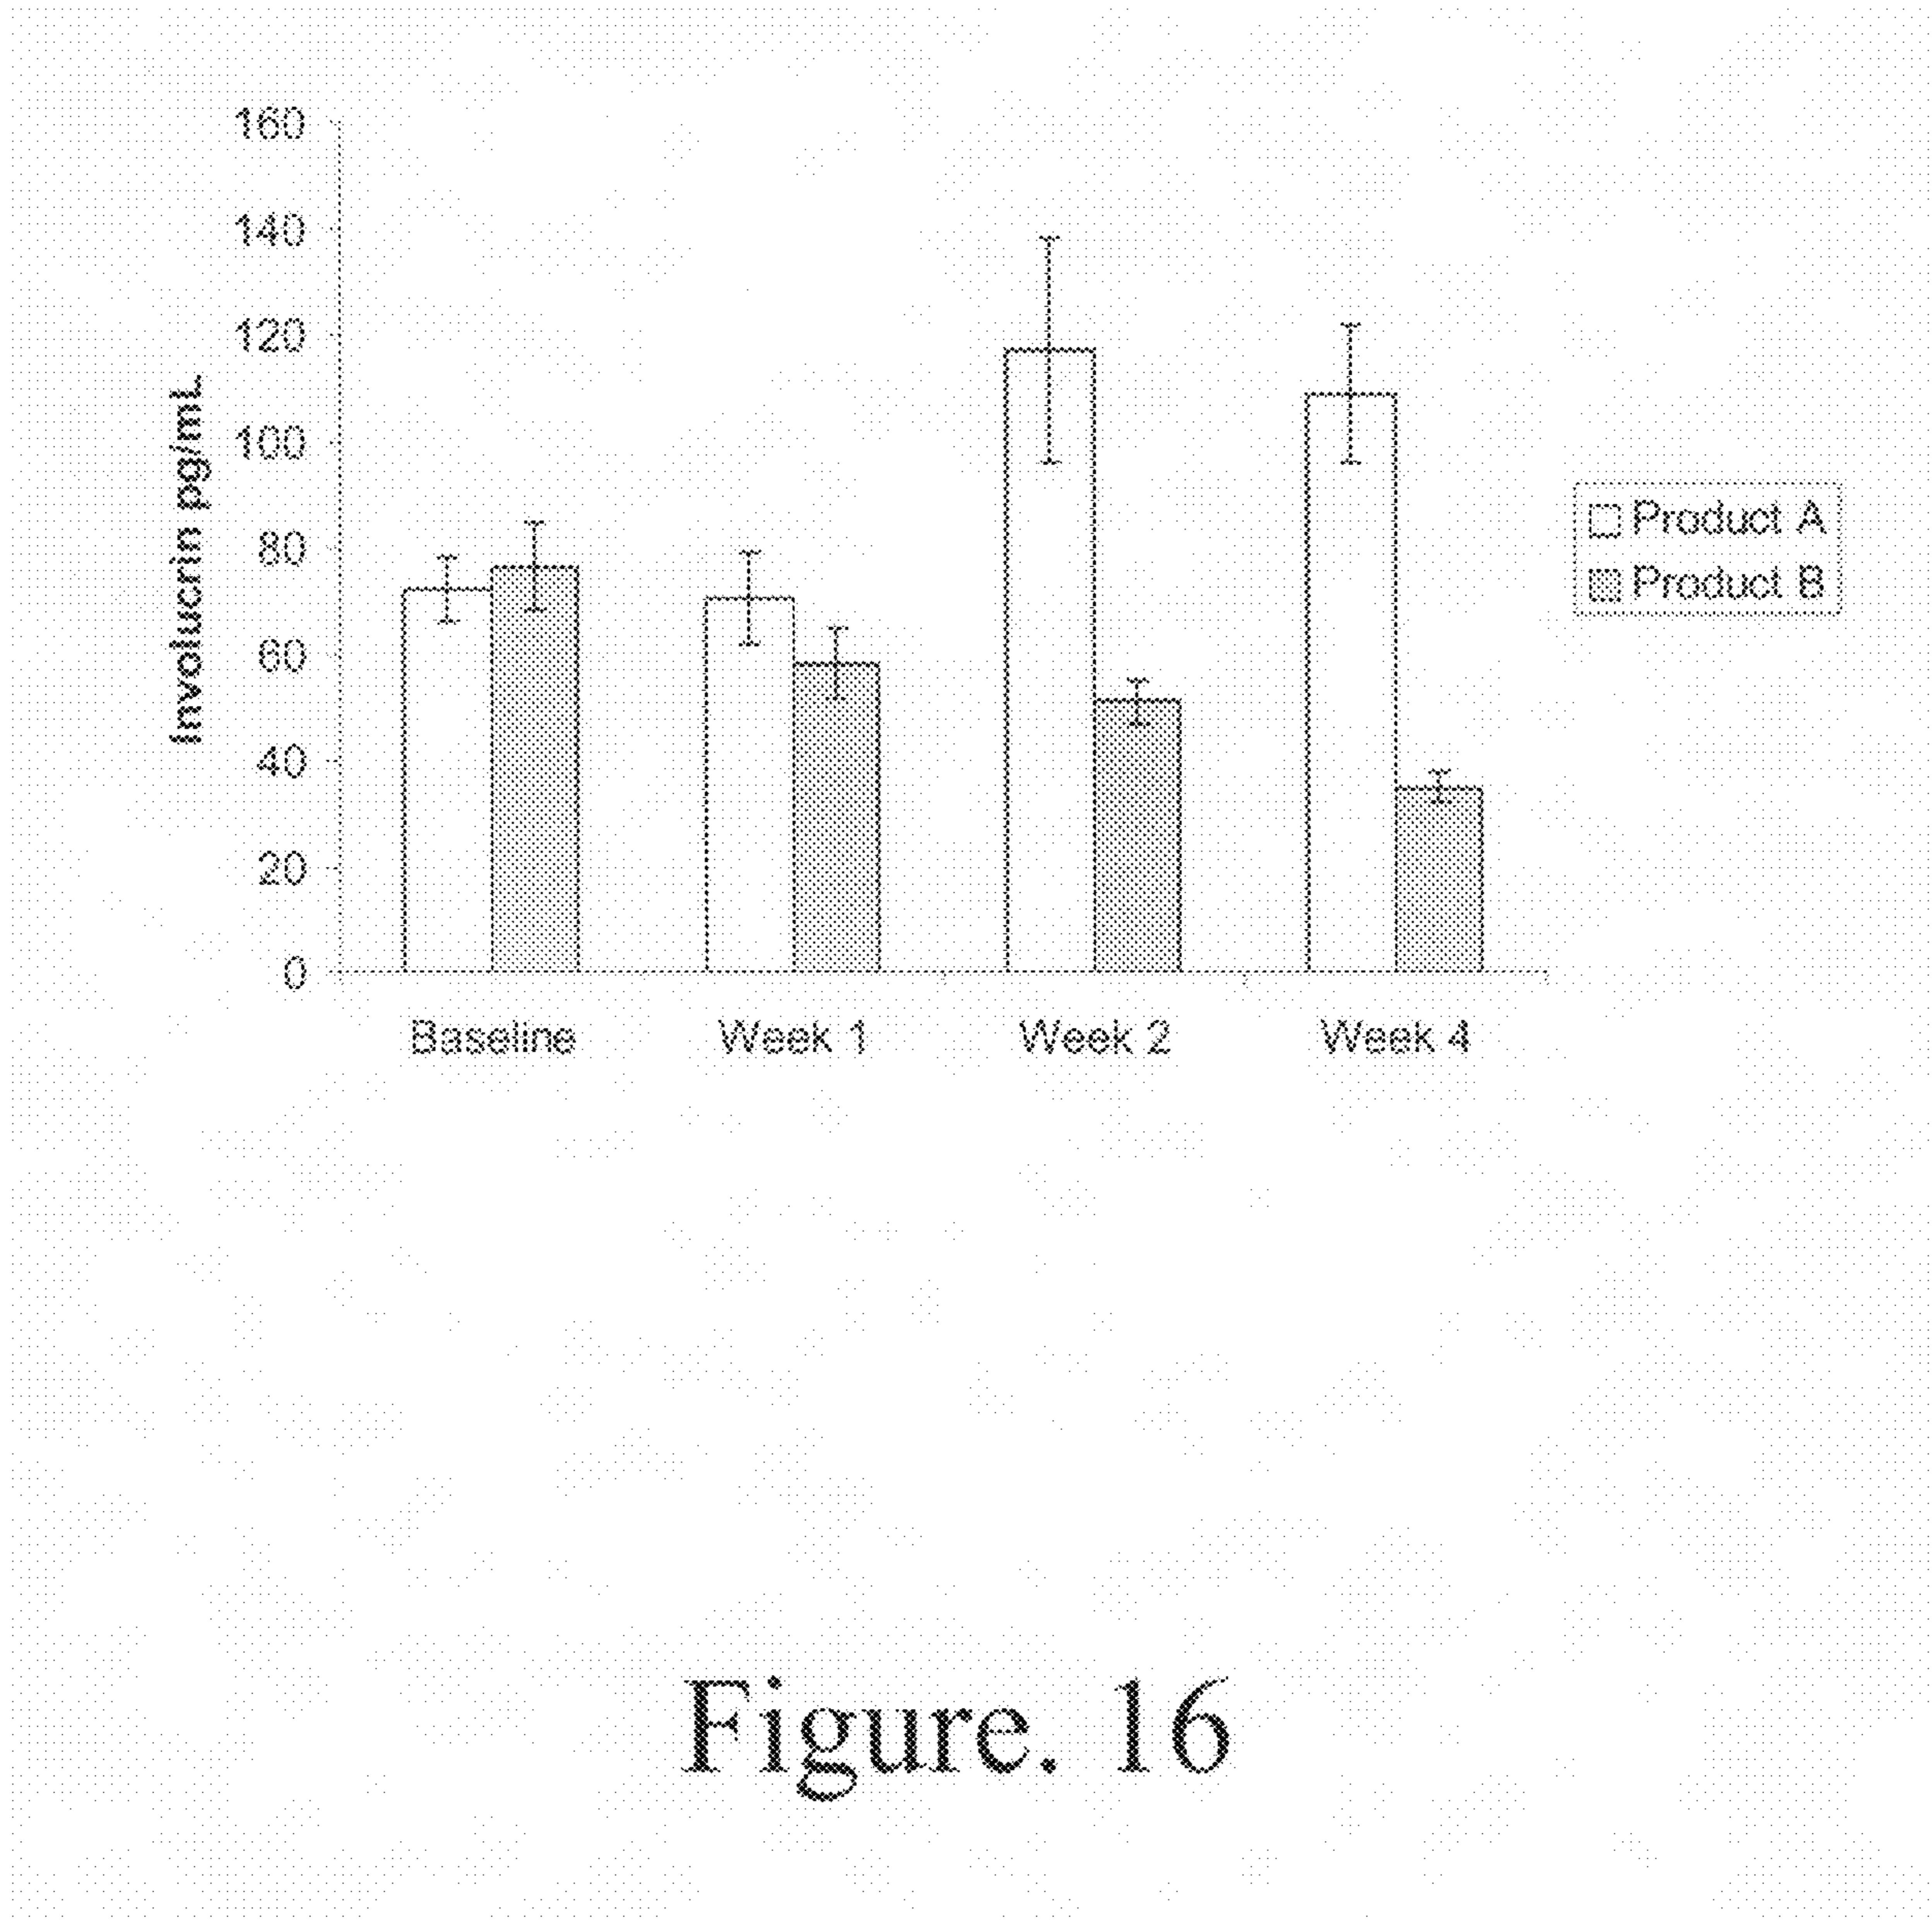 160
140
120
100
80
60
40
20
0
Involucrin pg/mL
Baseline Week 1 Week 2 Week 4
Product A
Product B
Figure. 16